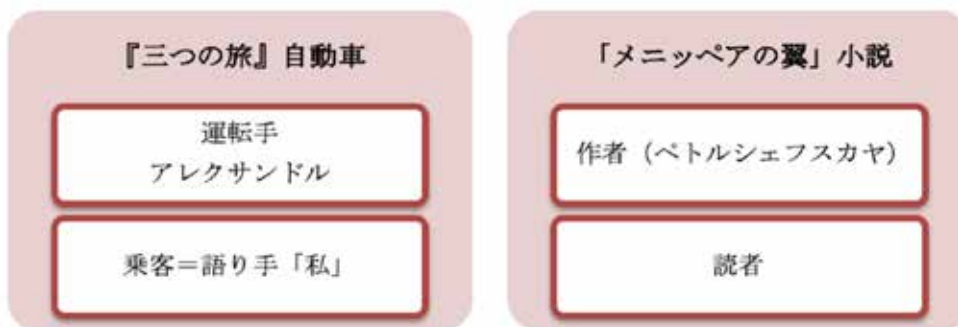 『三つの旅』自動車
運転手
アレクサンドル
乗客＝語り手「私」
「メニッペアの翼」小説
作者（ペトルシェフスカヤ）
読者